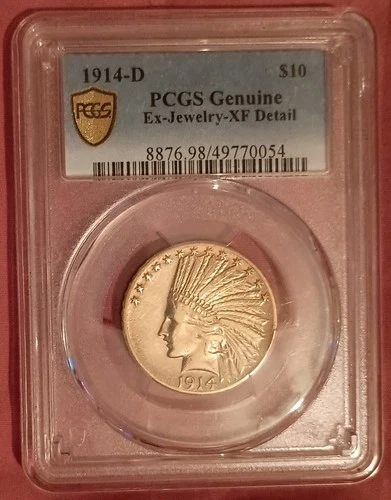 1914-D $10
PCGS
PCGS Genuine
Ex-Jewelry-XF Detail
8876.98/49770054
1914